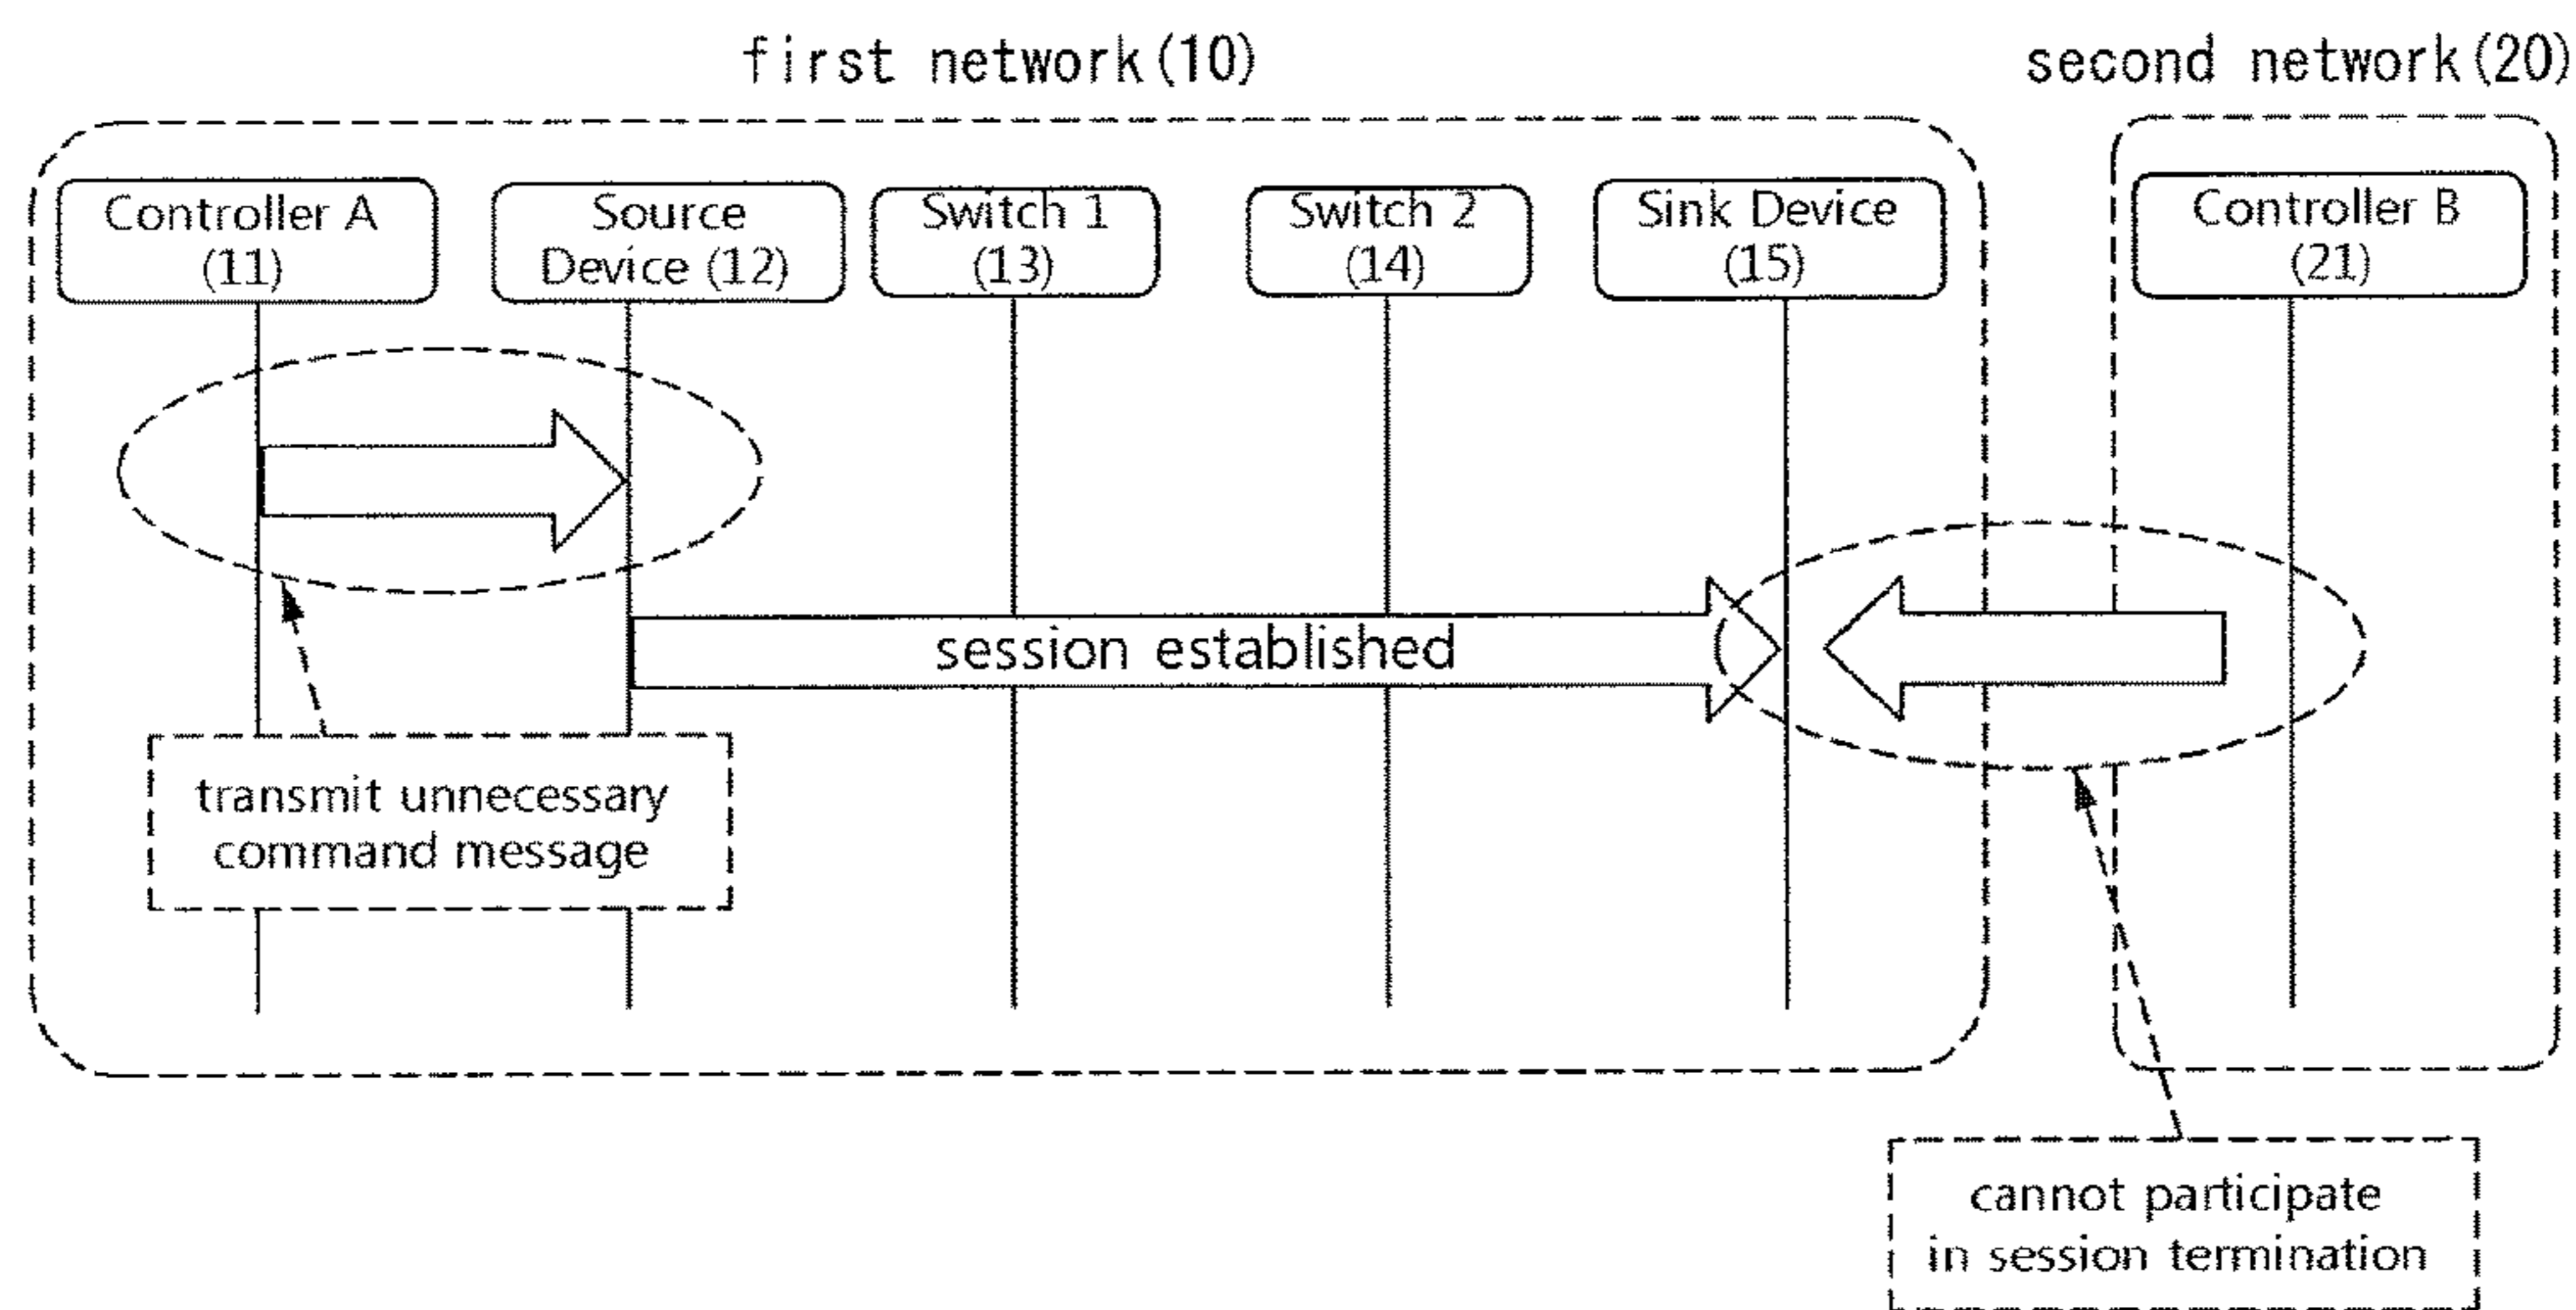 first network(10)
second network(20)
Controller A
(11)
Source
Device (12)
Switch 1
(13)
Switch 2
(14)
Sink Device
(15)
Controller B
(21)
session established
transmit unnecessary
command message
cannot participate
in session termination